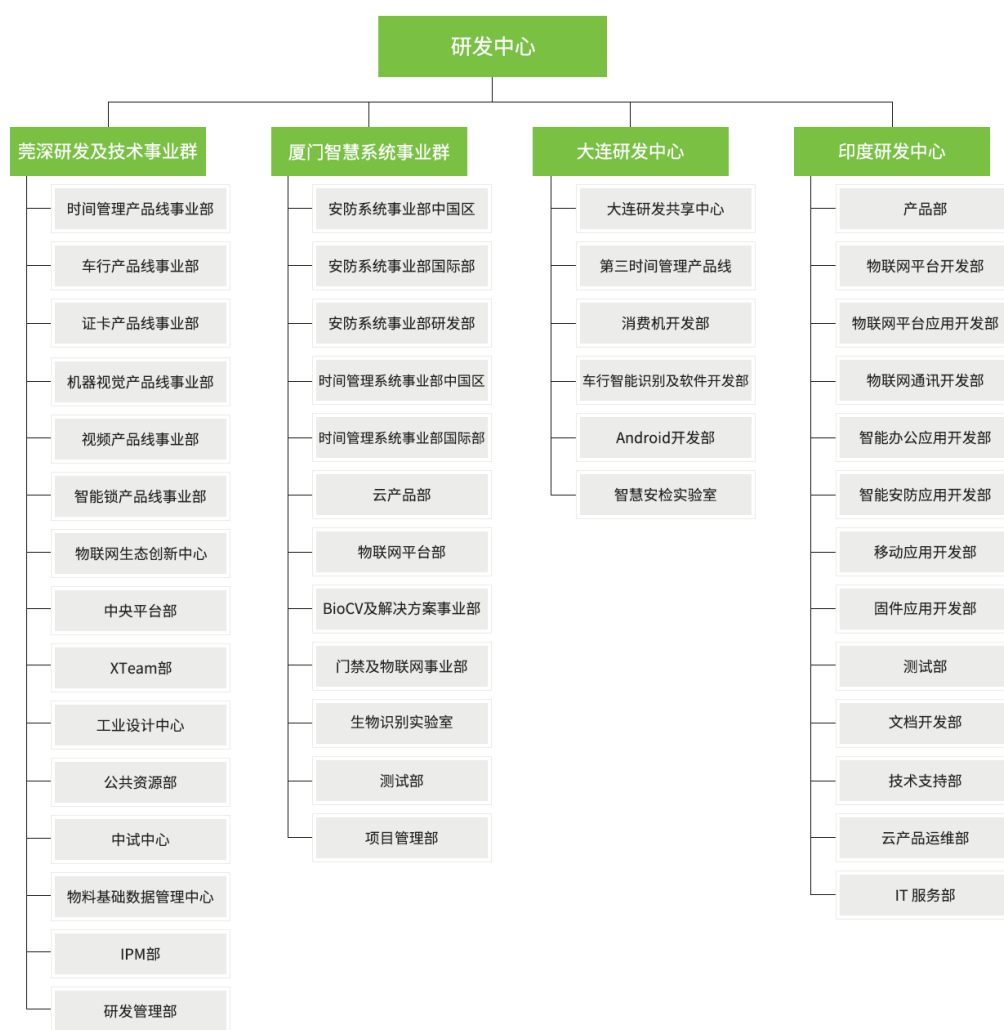 研发中心
莞深研发及技术事业群
时间管理产品线事业部
车行产品线事业部
证卡产品线事业部
机器视觉产品线事业部
视频产品线事业部
智能锁产品线事业部
物联网生态创新中心
中央平台部
XTeam部
工业设计中心
公共资源部
中试中心
物料基础数据管理中心
IPM部
研发管理部
厦门智慧系统事业群
安防系统事业部中国区
安防系统事业部国际部
安防系统事业部研发部
时间管理系统事业部中国区
时间管理系统事业部国际部
云产品部
物联网平台部
BioCV及解决方案事业部
门禁及物联网事业部
生物识别实验室
测试部
项目管理部
大连研发中心
大连研发共享中心
第三时间管理产品线
消费机开发部
车行智能识别及软件开发部
Android开发部
智慧安检实验室
印度研发中心
产品部
物联网平台开发部
物联网平台应用开发部
物联网通讯开发部
智能办公应用开发部
智能安防应用开发部
移动应用开发部
固件应用开发部
测试部
文档开发部
技术支持部
云产品运维部
IT 服务部